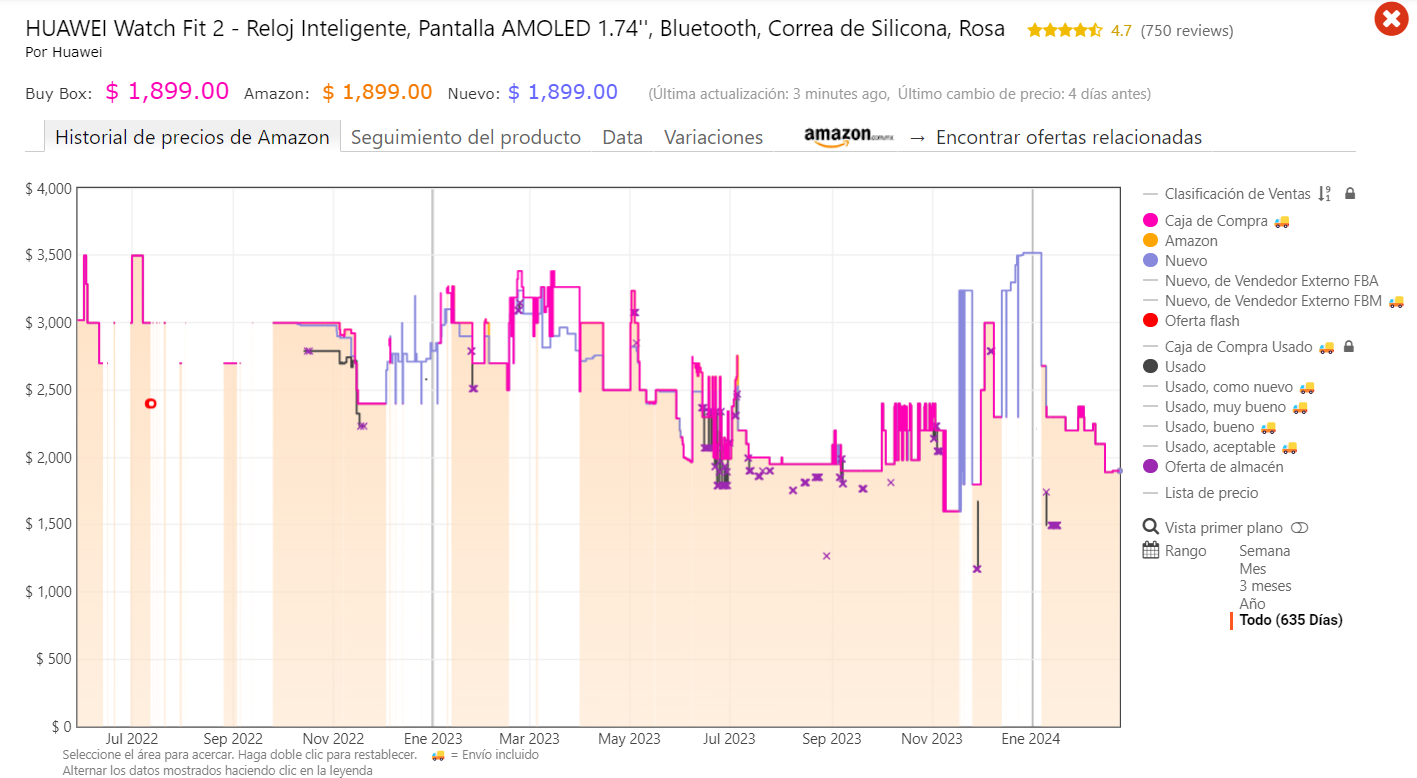 HUAWEI Watch Fit 2 - Reloj Inteligente, Pantalla AMOLED 1.74'', Bluetooth, Correa de Silicona, Rosa 4.7 (750 reviews)
Por Huawei
Buy Box: $ 1,899.00 Amazon: $ 1,899.00 Nuevo: $ 1,899.00 (Última actualización: 3 minutes ago, Último cambio de precio: 4 días antes)
Historial de precios de Amazon Seguimiento del producto Data Variaciones amazon.com.mx → Encontrar ofertas relacionadas
$ 4,000
$ 3,500
$ 3,000
$ 2,500
$ 2,000
$ 1,500
$ 1,000
$ 500
$ 0
Jul 2022 Sep 2022 Nov 2022 Ene 2023 Mar 2023 May 2023 Jul 2023 Sep 2023 Nov 2023 Ene 2024
Seleccione el área para acercar. Haga doble clic para restablecer. = Envío incluido
Alternar los datos mostrados haciendo clic en la leyenda
Clasificación de Ventas
Caja de Compra
Amazon
Nuevo
Nuevo, de Vendedor Externo FBA
Nuevo, de Vendedor Externo FBM
Oferta flash
Caja de Compra Usado
Usado
Usado, como nuevo
Usado, muy bueno
Usado, bueno
Usado, aceptable
Oferta de almacén
Lista de precio
Vista primer plano
Rango Semana
Mes
3 meses
Año
Todo (635 Días)